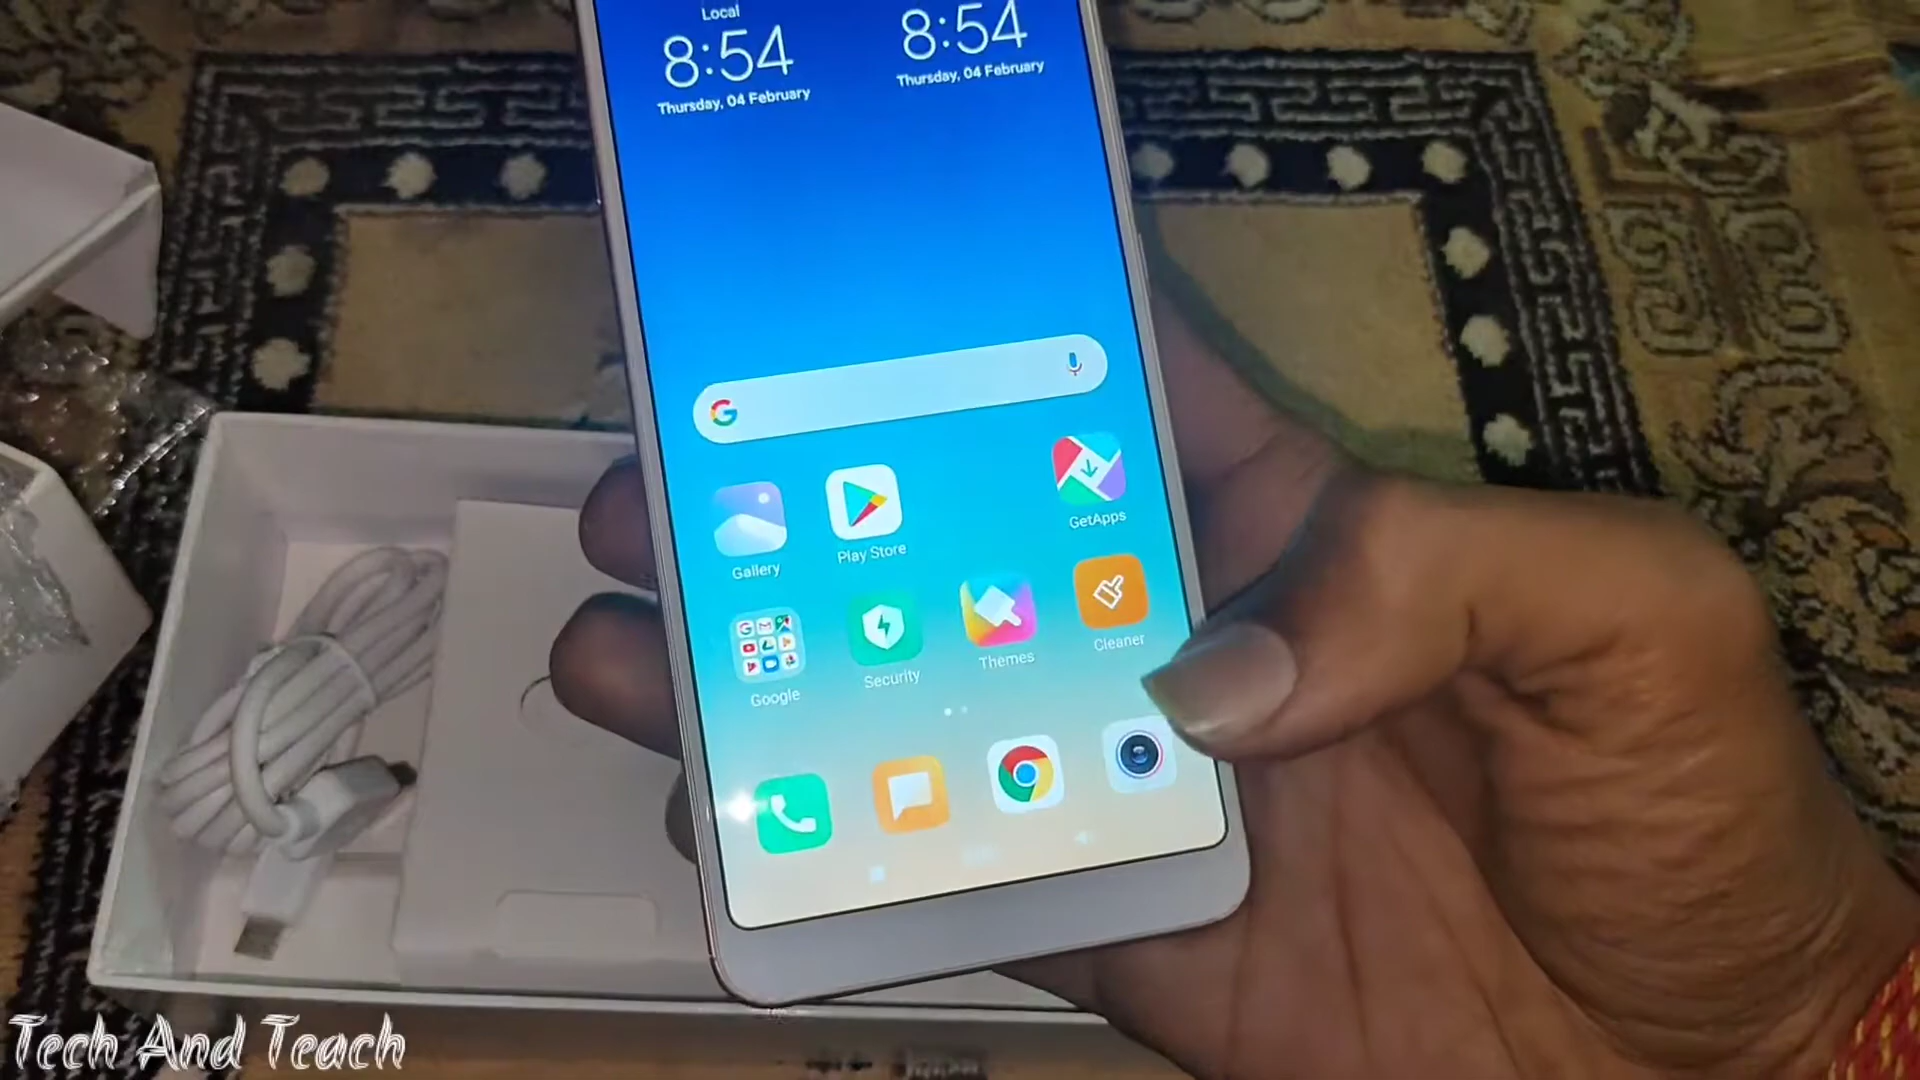 Local
8:54
Thursday, 04 February
8:54
Thursday, 04 February
GetApps
Gallery
Play Store
Google
Security
Themes
Cleaner
Tech And Teach